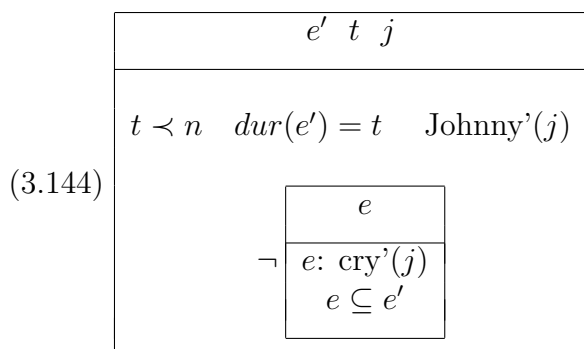 e′ t j
t ≺ n dur(e′) = t Johnny’(j)
(3.144)
e
¬ e: cry’(j)
e ⊆ e′